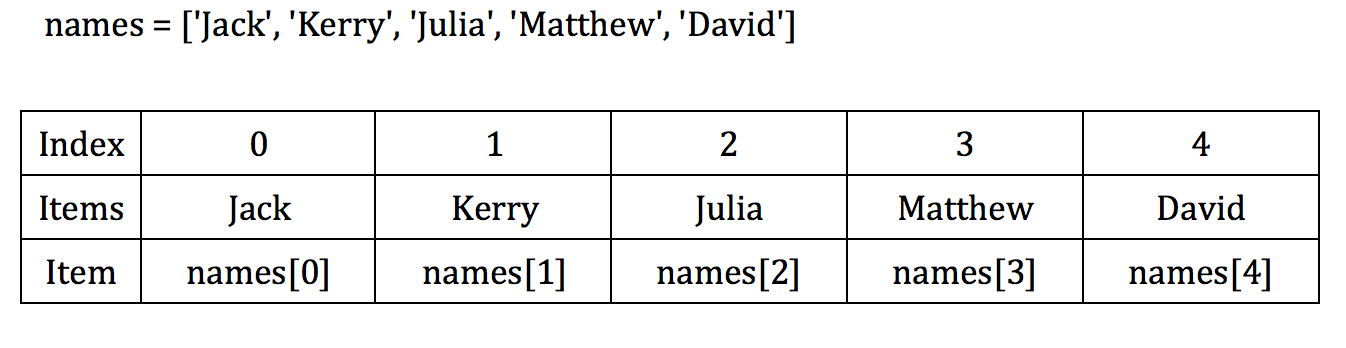 names = ['Jack', 'Kerry', 'Julia', 'Matthew', 'David']
Index 0 1 2 3 4
Items Jack Kerry Julia Matthew David
Item names[0] names[1] names[2] names[3] names[4]